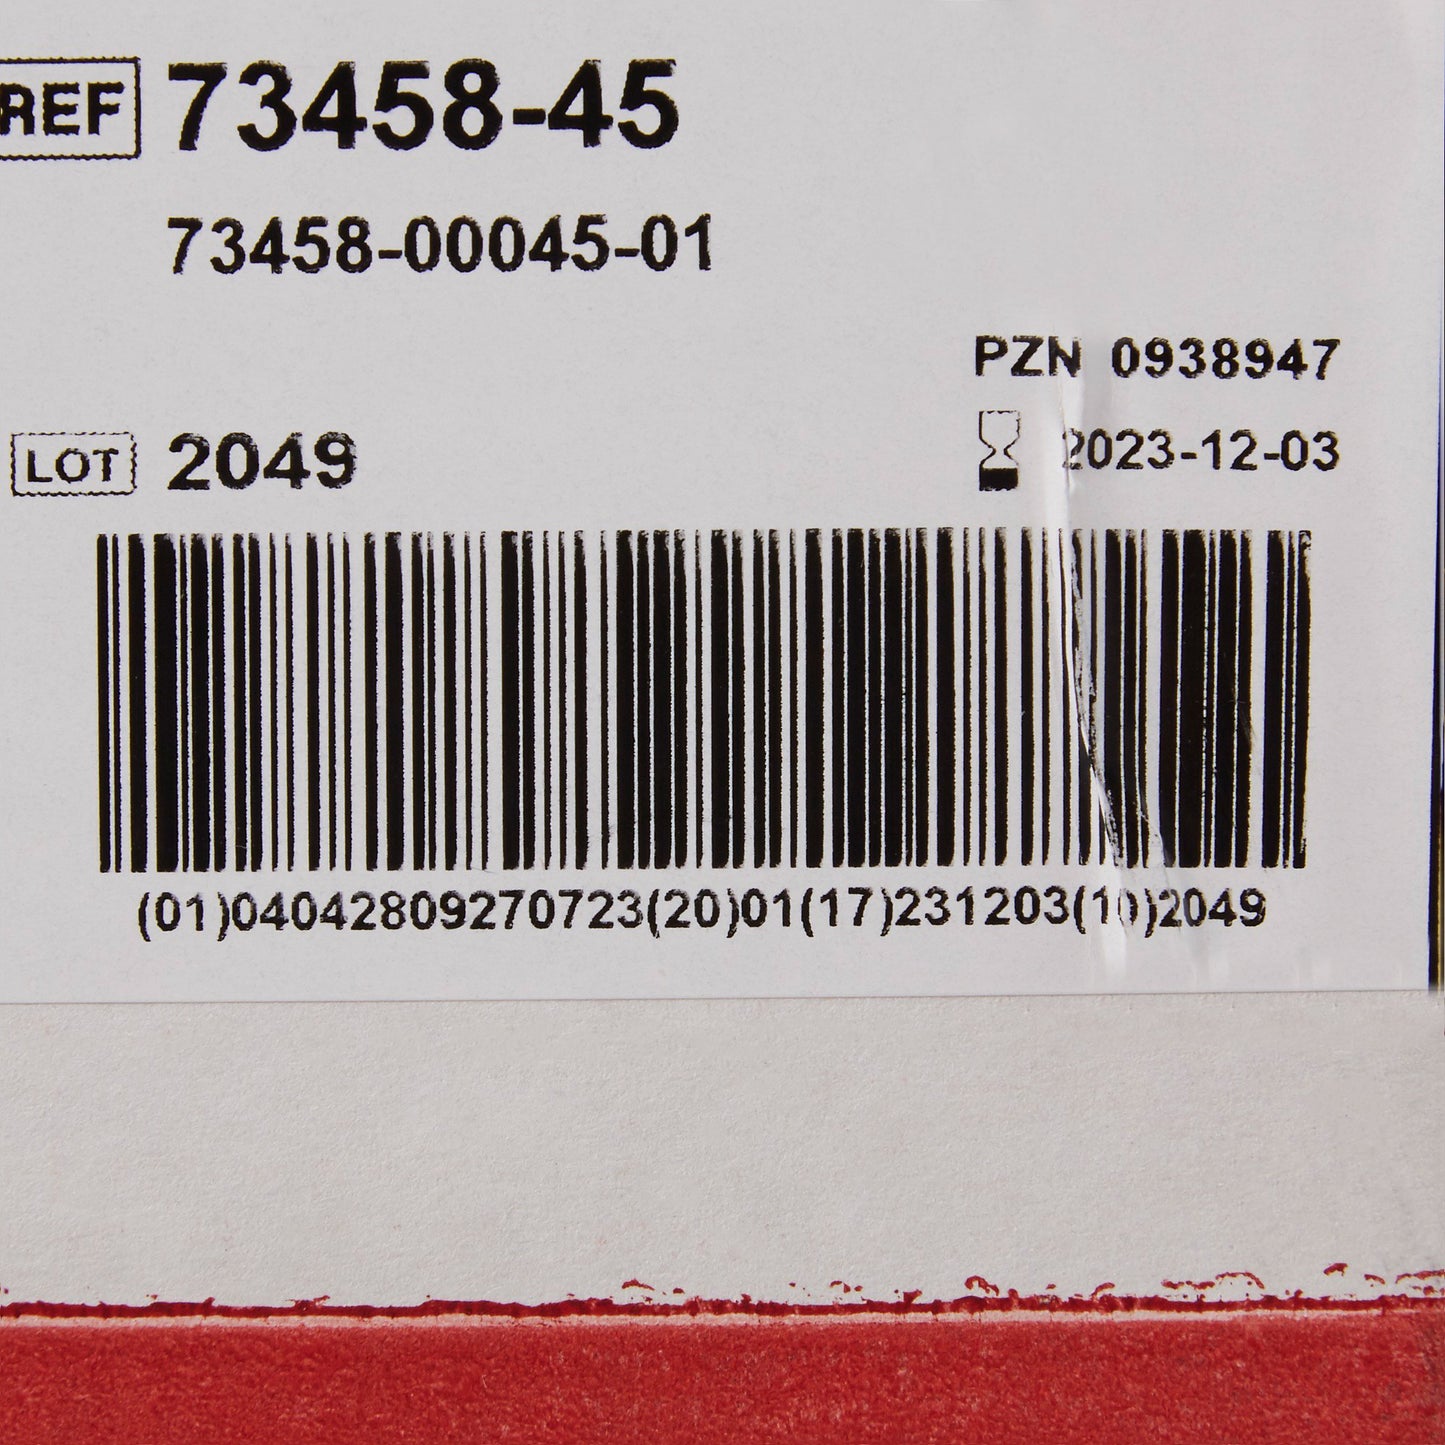 REF 73458-45
73458-00045-01
PZN 0938947
LOT 2049
2023-12-03
(01)04042809270723(20)01(17)231203(10)2049